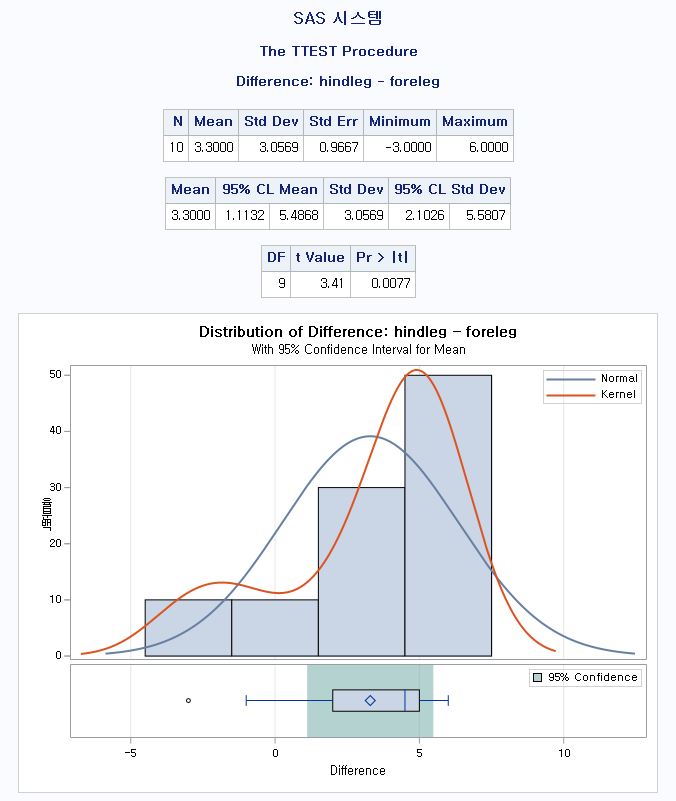 SAS 시스템
The TTEST Procedure
Difference: hindleg - foreleg
N Mean Std Dev Std Err Minimum Maximum
10 3.3000 3.0569 0.9667 -3.0000 6.0000
Mean 95% CL Mean Std Dev 95% CL Std Dev
3.3000 1.1132 5.4868 3.0569 2.1026 5.5807
DF t Value Pr > |t|
9 3.41 0.0077
Distribution of Difference: hindleg - foreleg
With 95% Confidence Interval for Mean
50
Normal
Kernel
40
30
20
10
0
95% Confidence
-5 0 5 10
Difference